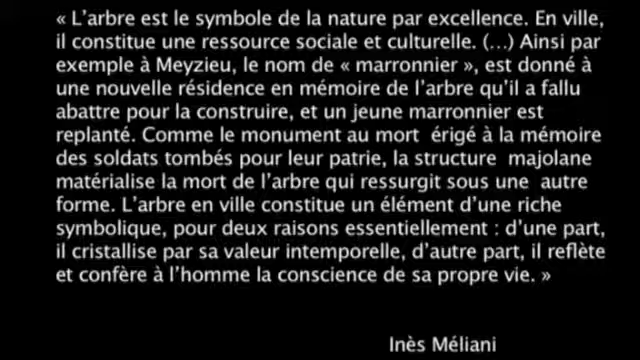 « L’arbre est le symbole de la nature par excellence. En ville,
il constitue une ressource sociale et culturelle. (…) Ainsi par
exemple à Meyzieu, le nom de « marronnier », est donné à
une nouvelle résidence en mémoire de l’arbre qu’il a fallu
abattre pour la construire, et un jeune marronnier est
replanté. Comme le monument au mort érigé à la mémoire
des soldats tombés pour leur patrie, la structure majolane
matérialise la mort de l’arbre qui ressurgit sous une autre
forme. L’arbre en ville constitue un élément d’une riche
symbolique, pour deux raisons essentiellement : d’une part,
il cristallise par sa valeur intemporelle, d’autre part, il reflète
et confère à l’homme la conscience de sa propre vie. »
Inès Méliani